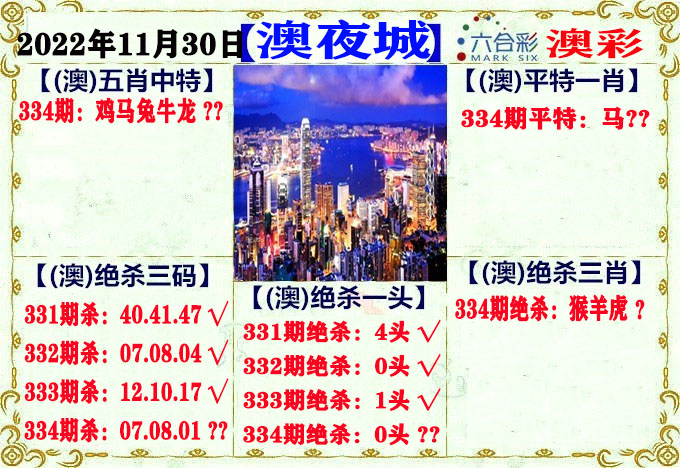 2022年11月30日
【澳夜城】
六合彩
MARK SIX
澳彩
【(澳)五肖中特】
334期：鸡马兔牛龙 ??
【(澳)平特一肖】
334期平特：马??
【(澳)绝杀三码】
331期杀：40.41.47 √
332期杀：07.08.04 √
333期杀：12.10.17 √
334期杀：07.08.01 ??
【(澳)绝杀一头】
331期绝杀：4头 √
332期绝杀：0头 √
333期绝杀：1头 √
334期绝杀：0头 ??
【(澳)绝杀三肖】
334期绝杀：猴羊虎 ?